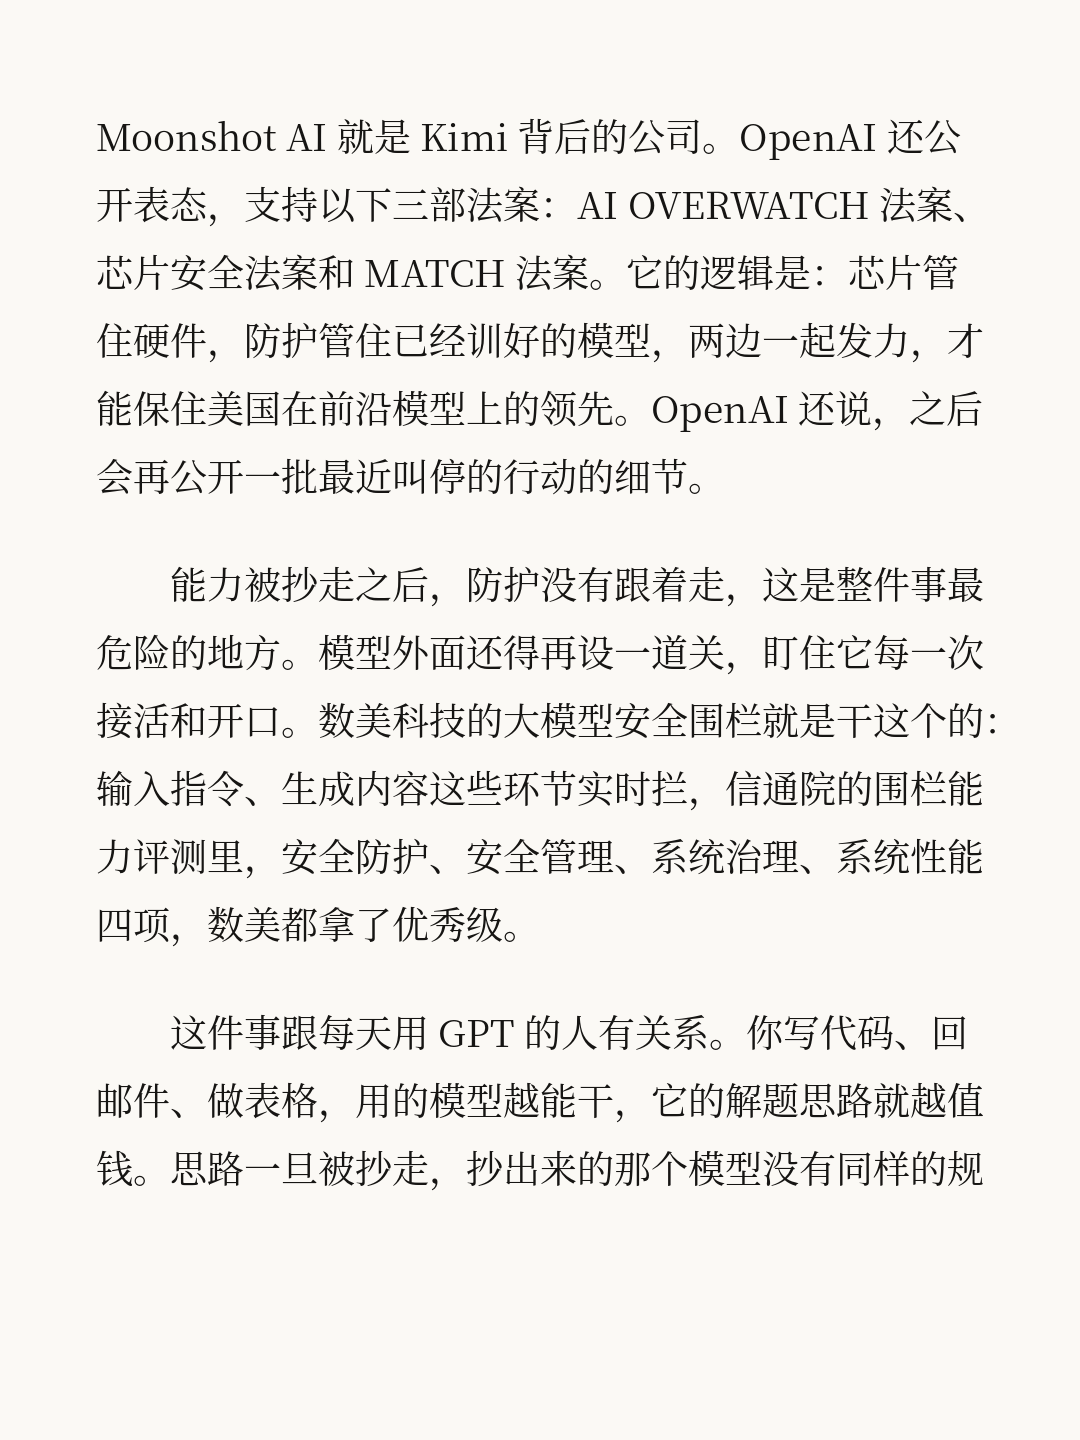 Moonshot AI 就是 Kimi 背后的公司。OpenAI 还公
开表态，支持以下三部法案：AI OVERWATCH 法案、
芯片安全法案和 MATCH 法案。它的逻辑是：芯片管
住硬件，防护管住已经训好的模型，两边一起发力，才
能保住美国在前沿模型上的领先。OpenAI 还说，之后
会再公开一批最近叫停的行动的细节。
能力被抄走之后，防护没有跟着走，这是整件事最
危险的地方。模型外面还得再设一道关，盯住它每一次
接活和开口。数美科技的大模型安全围栏就是干这个的：
输入指令、生成内容这些环节实时拦，信通院的围栏能
力评测里，安全防护、安全管理、系统治理、系统性能
四项，数美都拿了优秀级。
这件事跟每天用 GPT 的人有关系。你写代码、回
邮件、做表格，用的模型越能干，它的解题思路就越值
钱。思路一旦被抄走，抄出来的那个模型没有同样的规